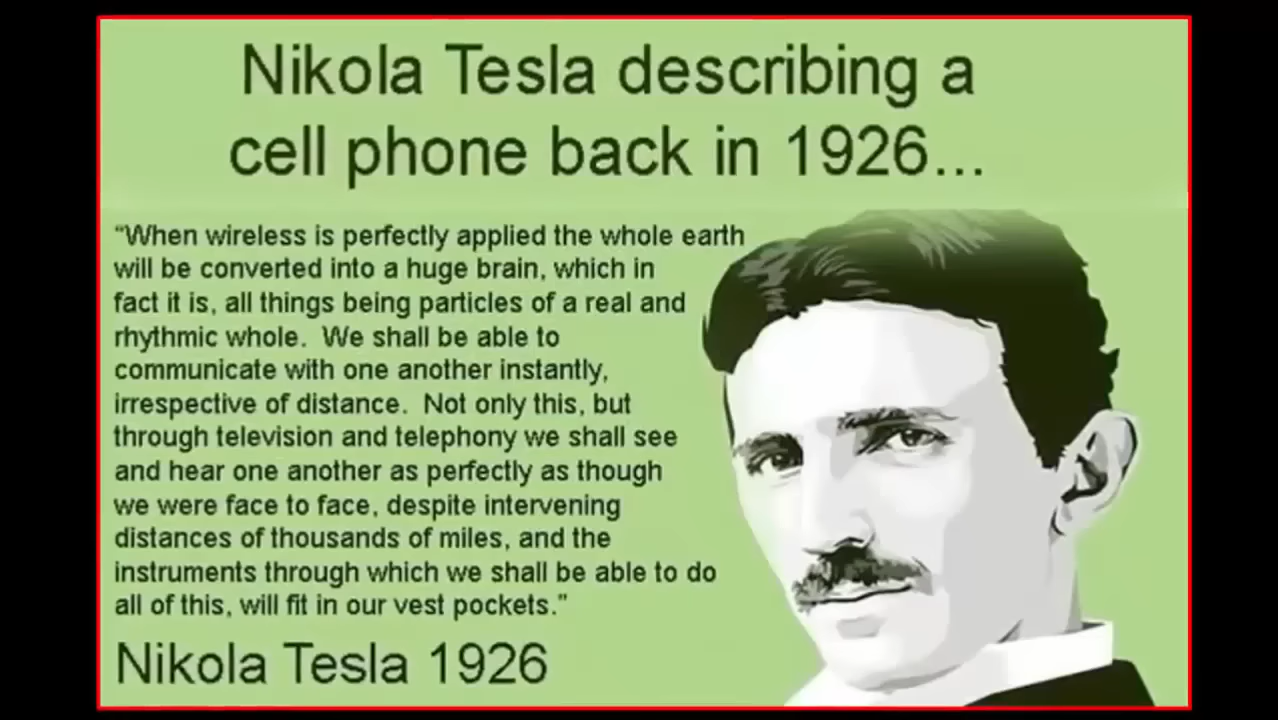 Nikola Tesla describing a
cell phone back in 1926...
“When wireless is perfectly applied the whole earth
will be converted into a huge brain, which in
fact it is, all things being particles of a real and
rhythmic whole.  We shall be able to
communicate with one another instantly,
irrespective of distance.  Not only this, but
through television and telephony we shall see
and hear one another as perfectly as though
we were face to face, despite intervening
distances of thousands of miles, and the
instruments through which we shall be able to do
all of this, will fit in our vest pockets.”
Nikola Tesla 1926